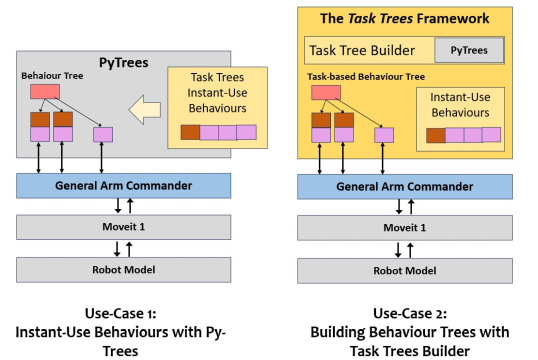 PyTrees
Behaiour Tree
Task Trees
Instant-Use
Behaviours
General Arm Commander
Moveit 1
Robot Model
Use-Case 1:
Instant-Use Behaviours with Py-
Trees
The Task Trees Framework
Task Tree Builder
PyTrees
Task-based Behaviour Tree
Instant-Use
Behaviours
General Arm Commander
Moveit 1
Robot Model
Use-Case 2:
Building Behaviour Trees with
Task Trees Builder